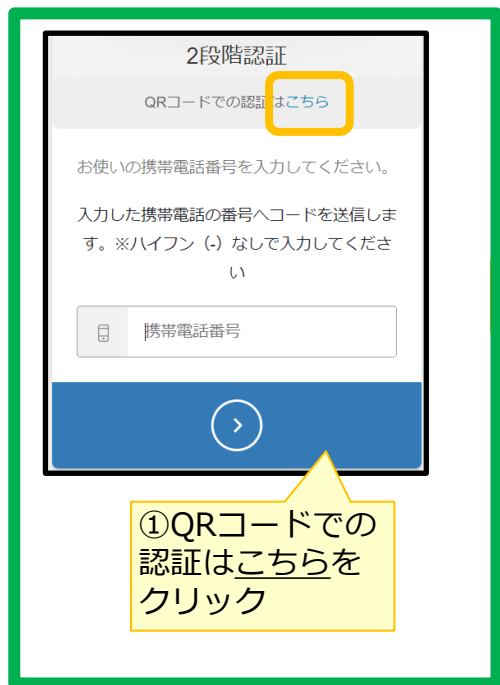 2段階認証
QRコードでの認証はこちら
お使いの携帯電話番号を入力してください。
入力した携帯電話の番号へコードを送信しま
す。※ハイフン（-）なしで入力してくださ
い
携帯電話番号
①QRコードでの
認証はこちらを
クリック